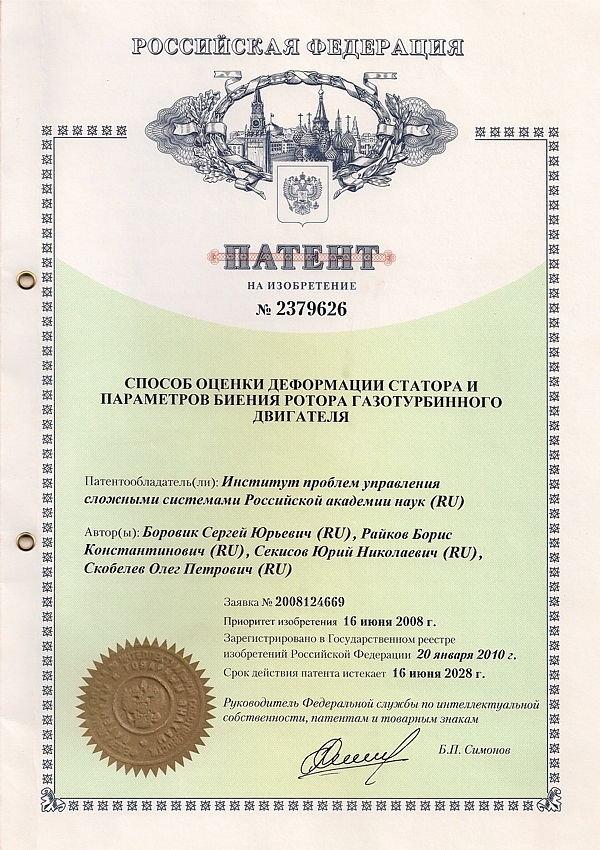 РОССИЙСКАЯ ФЕДЕРАЦИЯ
ПАТЕНТ
НА ИЗОБРЕТЕНИЕ
№ 2379626
СПОСОБ ОЦЕНКИ ДЕФОРМАЦИИ СТАТОРА И
ПАРАМЕТРОВ БИЕНИЯ РОТОРА ГАЗОТУРБИННОГО
ДВИГАТЕЛЯ
Патентообладатель(ли): Институт проблем управления
сложными системами Российской академии наук (RU)
Автор(ы): Боровик Сергей Юрьевич (RU), Райков Борис
Константинович (RU), Секисов Юрий Николаевич (RU),
Скобелев Олег Петрович (RU)
Заявка № 2008124669
Приоритет изобретения 16 июня 2008 г.
Зарегистрировано в Государственном реестре
изобретений Российской Федерации 20 января 2010 г.
Срок действия патента истекает 16 июня 2028 г.
Руководитель Федеральной службы по интеллектуальной
собственности, патентам и товарным знакам
Б.П. Симонов